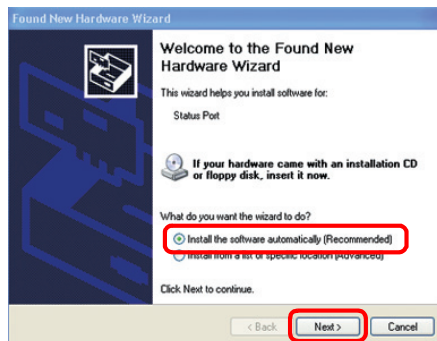 Found New Hardware Wizard
Welcome to the Found New
Hardware Wizard
This wizard helps you install software for:
Status Port
If your hardware came with an installation CD
or floppy disk, insert it now.
What do you want the wizard to do?
Install the software automatically (Recommended)
Install from a list or specific location (Advanced)
Click Next to continue.
< Back
Next >
Cancel